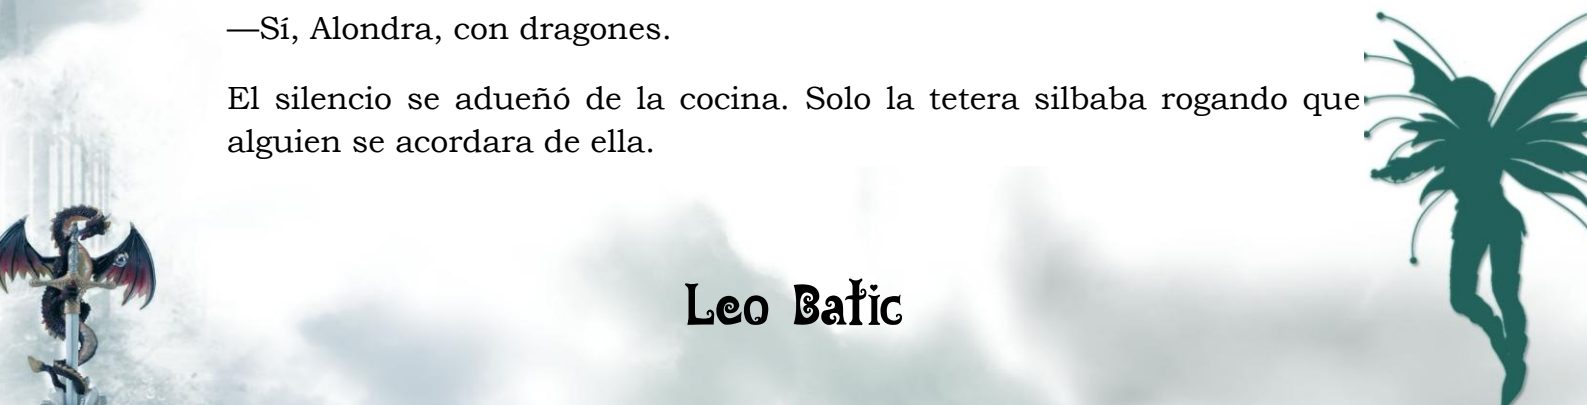 —Sí, Alondra, con dragones.
El silencio se adueñó de la cocina. Solo la tetera silbaba rogando que
alguien se acordara de ella.
Leo Batic